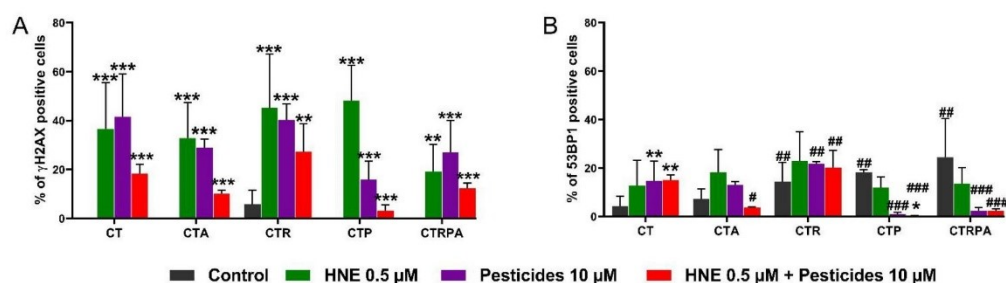 A
% of γH2AX positive cells
80
60
40
20
0
*** *** ***
*** *** ***
*** *** **
*** *** ***
** *** ***
CT CTA CTR CTP CTRPA
B
% of 53BP1 positive cells
80
60
40
20
0
** **
#
## ## ##
## ### ### *
## ### ###
CT CTA CTR CTP CTRPA
Control HNE 0.5 µM Pesticides 10 µM HNE 0.5 µM + Pesticides 10 µM